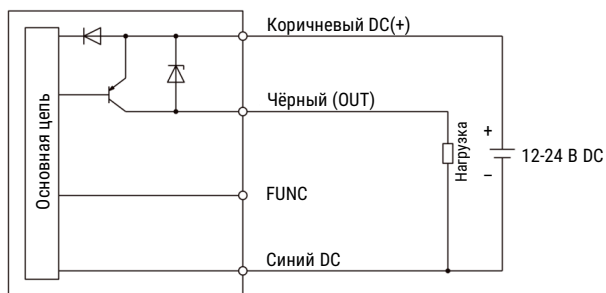 Коричневый DC(+)
Чёрный (OUT)
Основная цепь
Нагрузка
+
12-24 В DC
−
FUNC
Синий DC